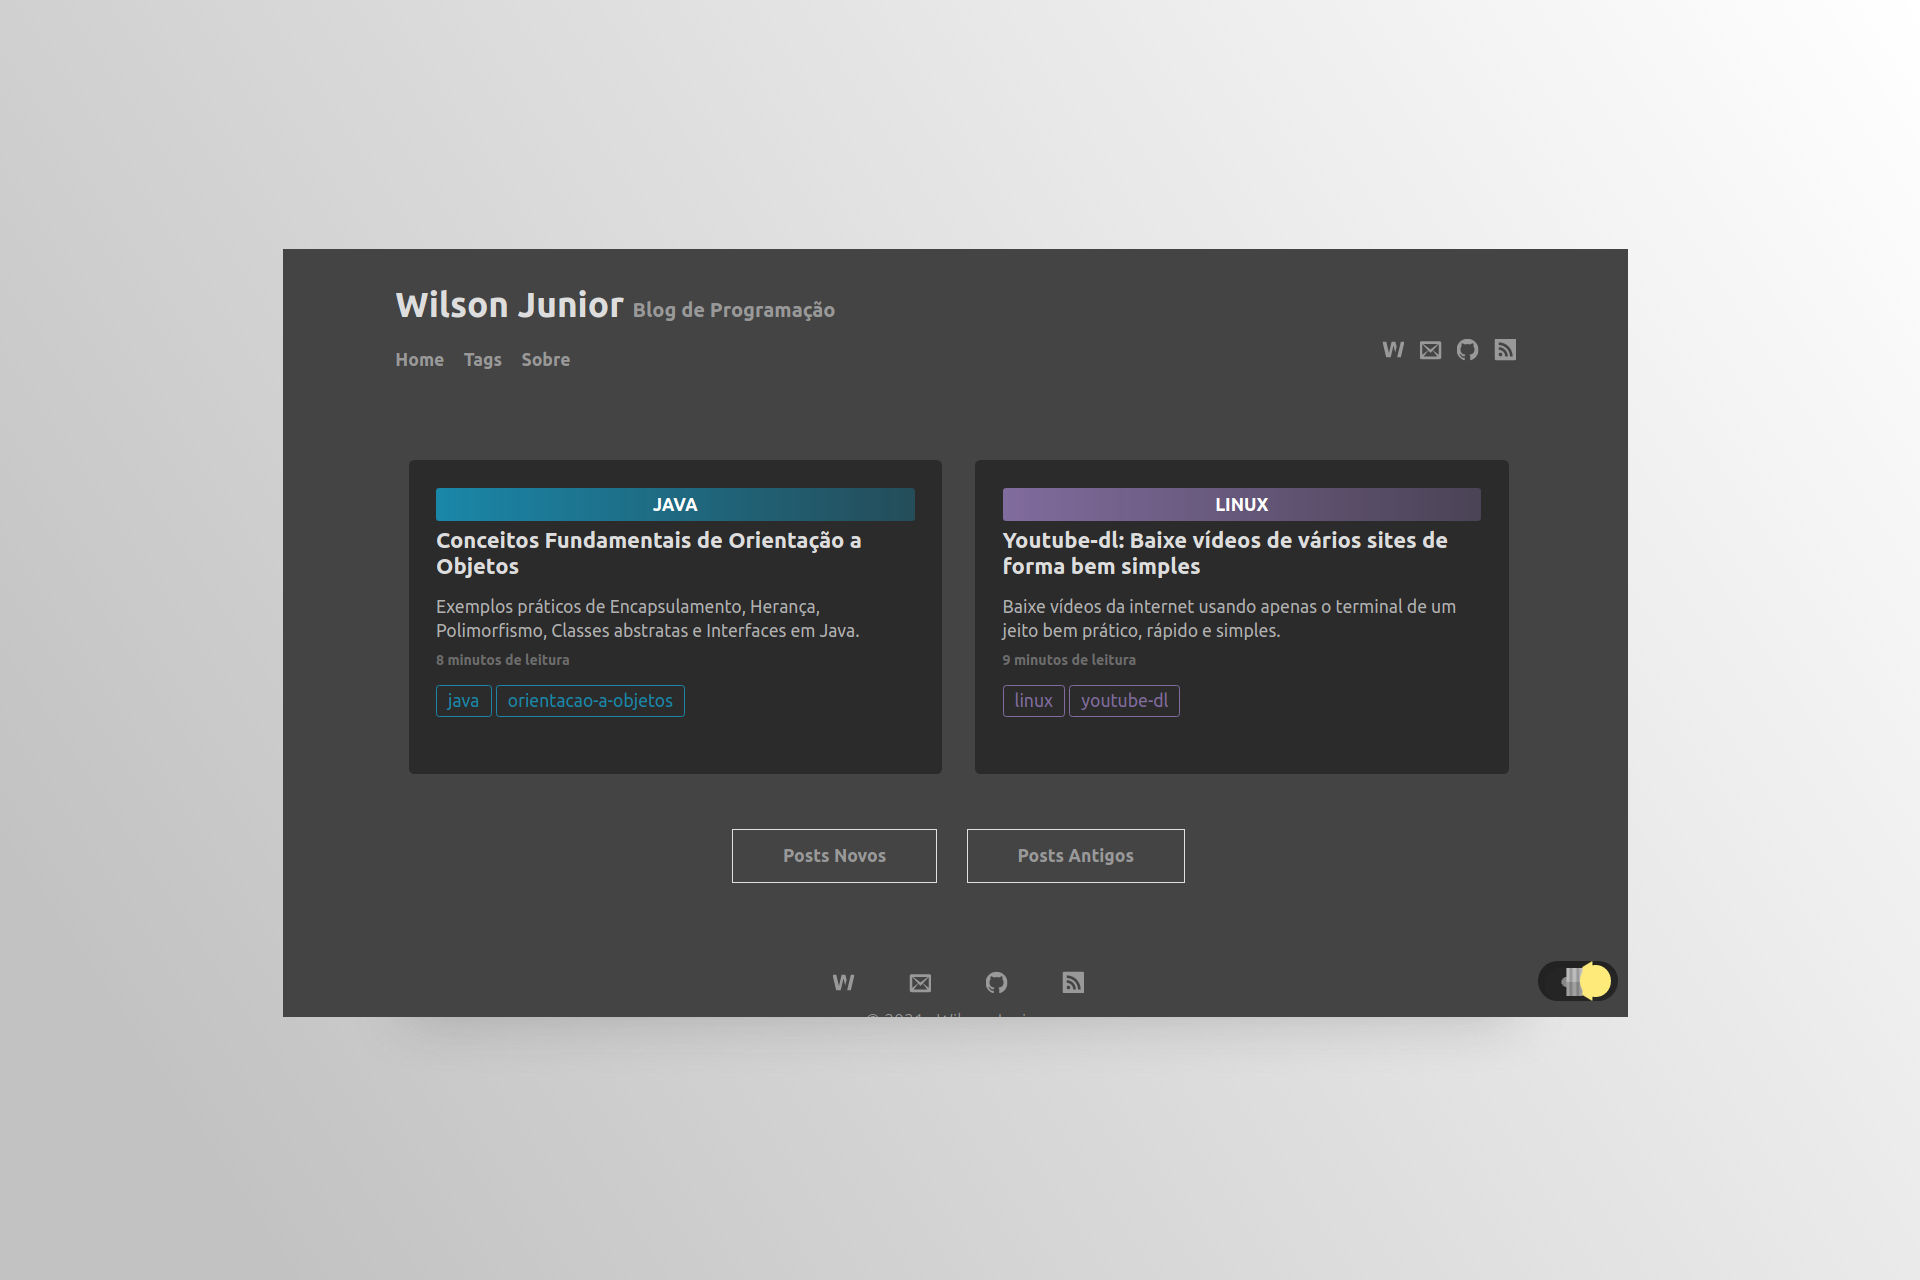 Wilson Junior Blog de Programação
Home Tags Sobre
JAVA
Conceitos Fundamentais de Orientação a
Objetos
Exemplos práticos de Encapsulamento, Herança,
Polimorfismo, Classes abstratas e Interfaces em Java.
8 minutos de leitura
java orientacao-a-objetos
LINUX
Youtube-dl: Baixe vídeos de vários sites de
forma bem simples
Baixe vídeos da internet usando apenas o terminal de um
jeito bem prático, rápido e simples.
9 minutos de leitura
linux youtube-dl
Posts Novos
Posts Antigos